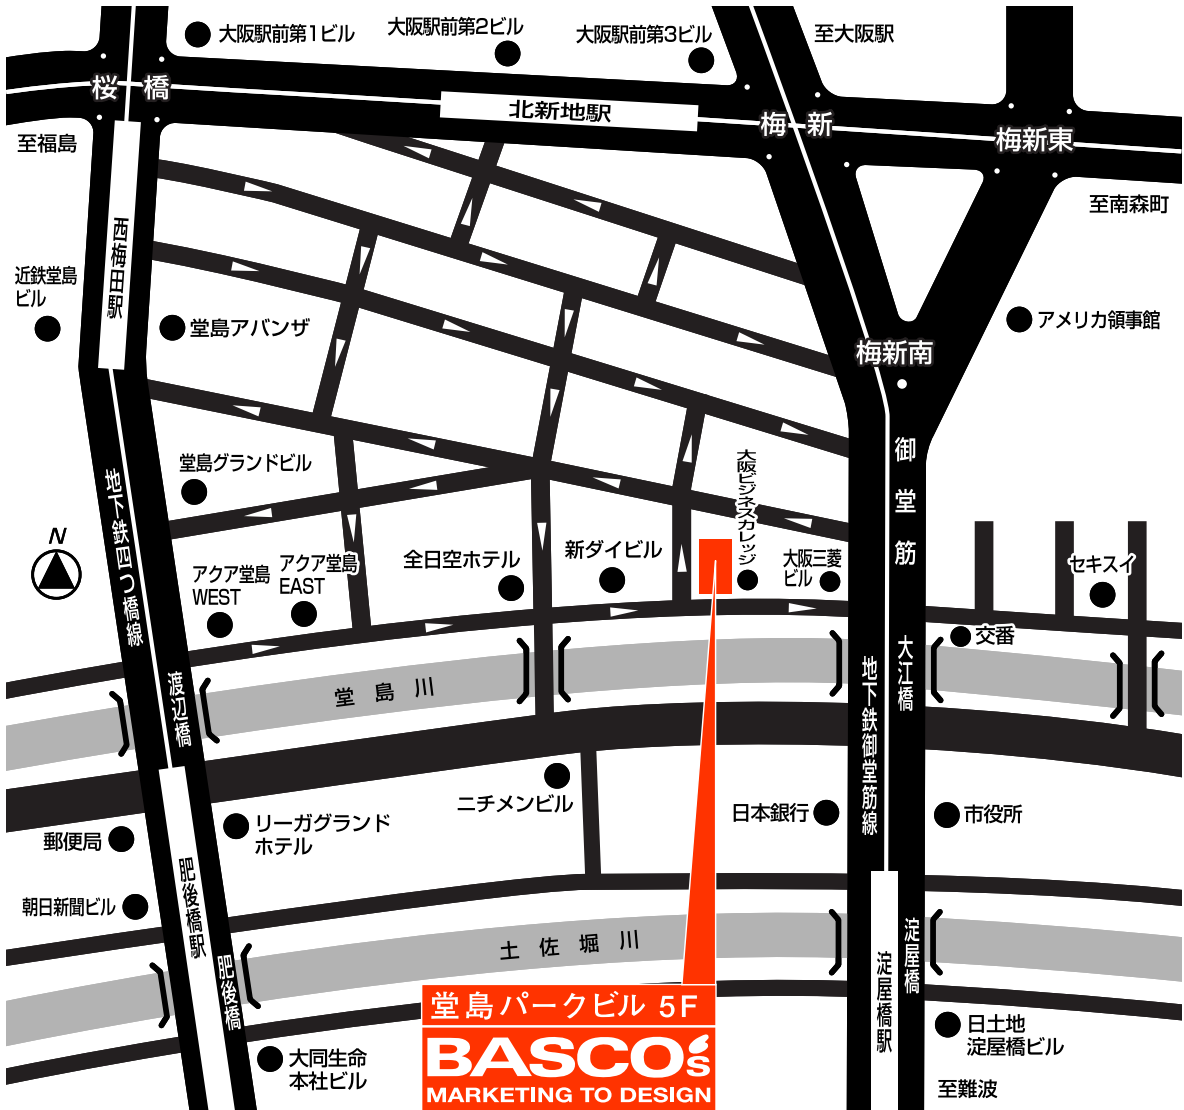 大阪駅前第1ビル
大阪駅前第2ビル
大阪駅前第3ビル
至大阪駅
桜橋
北新地駅
梅新
梅新東
至福島
至南森町
西梅田駅
近鉄堂島
ビル
堂島アバンザ
アメリカ領事館
梅新南
御堂筋
堂島グランドビル
大阪ビジネスカレッジ
地下鉄四つ橋線
N
アクア堂島
WEST
アクア堂島
EAST
全日空ホテル
新ダイビル
大阪三菱
ビル
セキスイ
交番
渡辺橋
堂島川
地下鉄御堂筋線
大江橋
ニチメンビル
日本銀行
市役所
郵便局
リーガグランド
ホテル
朝日新聞ビル
肥後橋駅
肥後橋
土佐堀川
淀屋橋
淀屋橋駅
堂島パークビル 5F
BASCO's
MARKETING TO DESIGN
大同生命
本社ビル
日土地
淀屋橋ビル
至難波